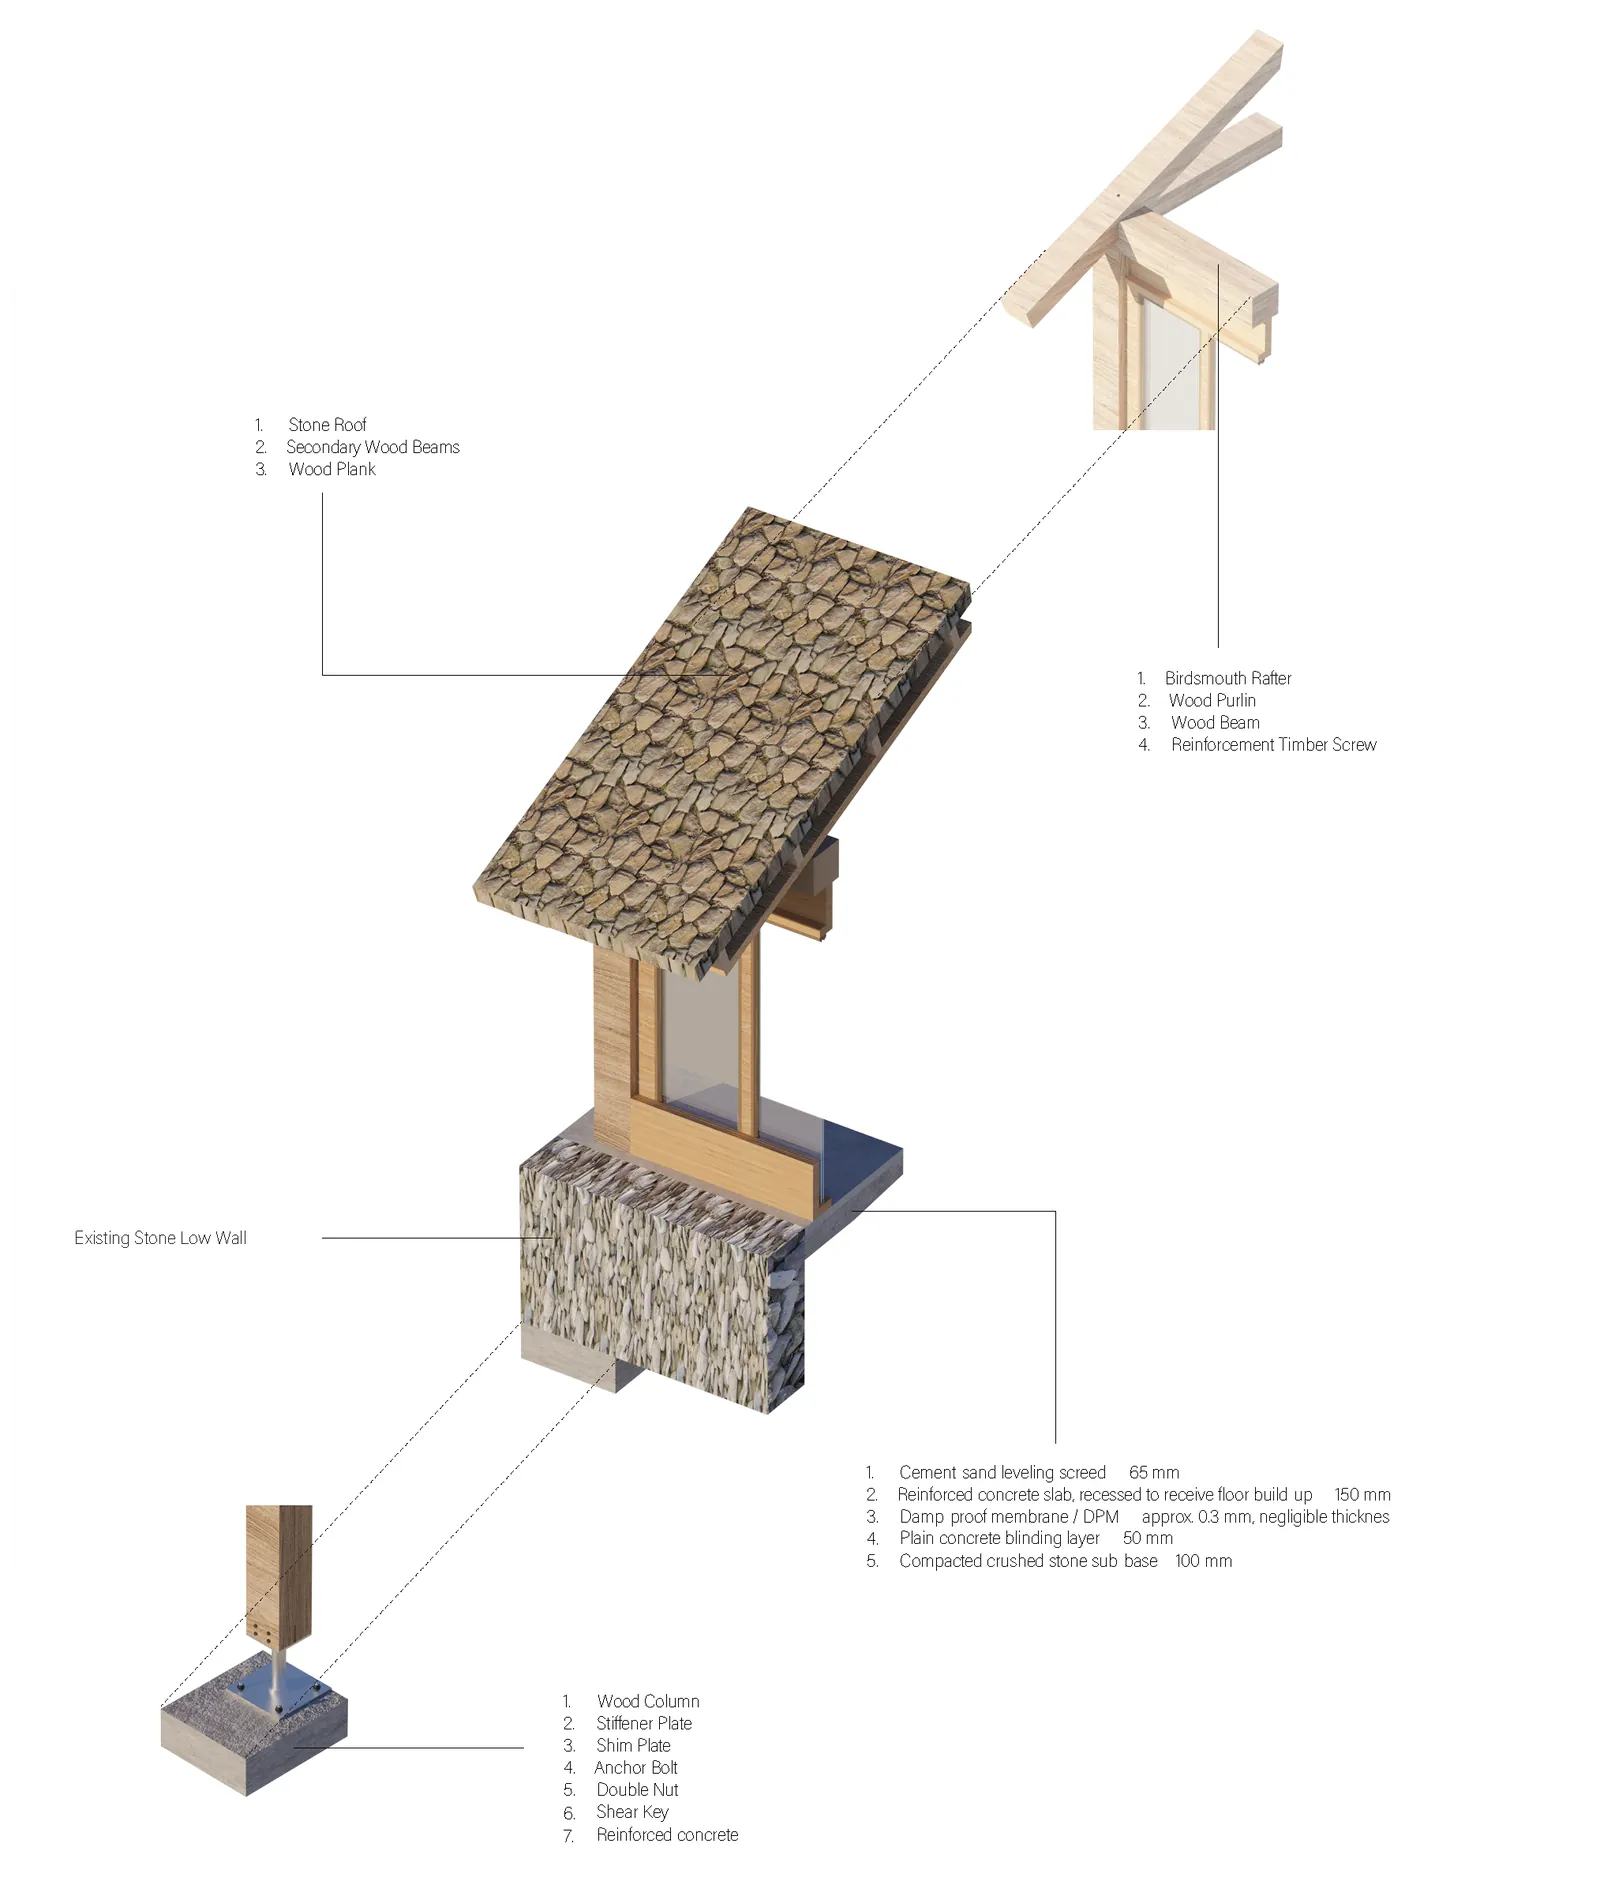 1. Stone Roof
2. Secondary Wood Beams
3. Wood Plank
1. Birdsmouth Rafter
2. Wood Purlin
3. Wood Beam
4. Reinforcement Timber Screw
Existing Stone Low Wall
1. Cement sand leveling screed 65 mm
2. Reinforced concrete slab, recessed to receive floor build up 150 mm
3. Damp proof membrane / DPM approx. 0.3 mm, negligible thicknes
4. Plain concrete blinding layer 50 mm
5. Compacted crushed stone sub base 100 mm
1. Wood Column
2. Stiffener Plate
3. Shim Plate
4. Anchor Bolt
5. Double Nut
6. Shear Key
7. Reinforced concrete